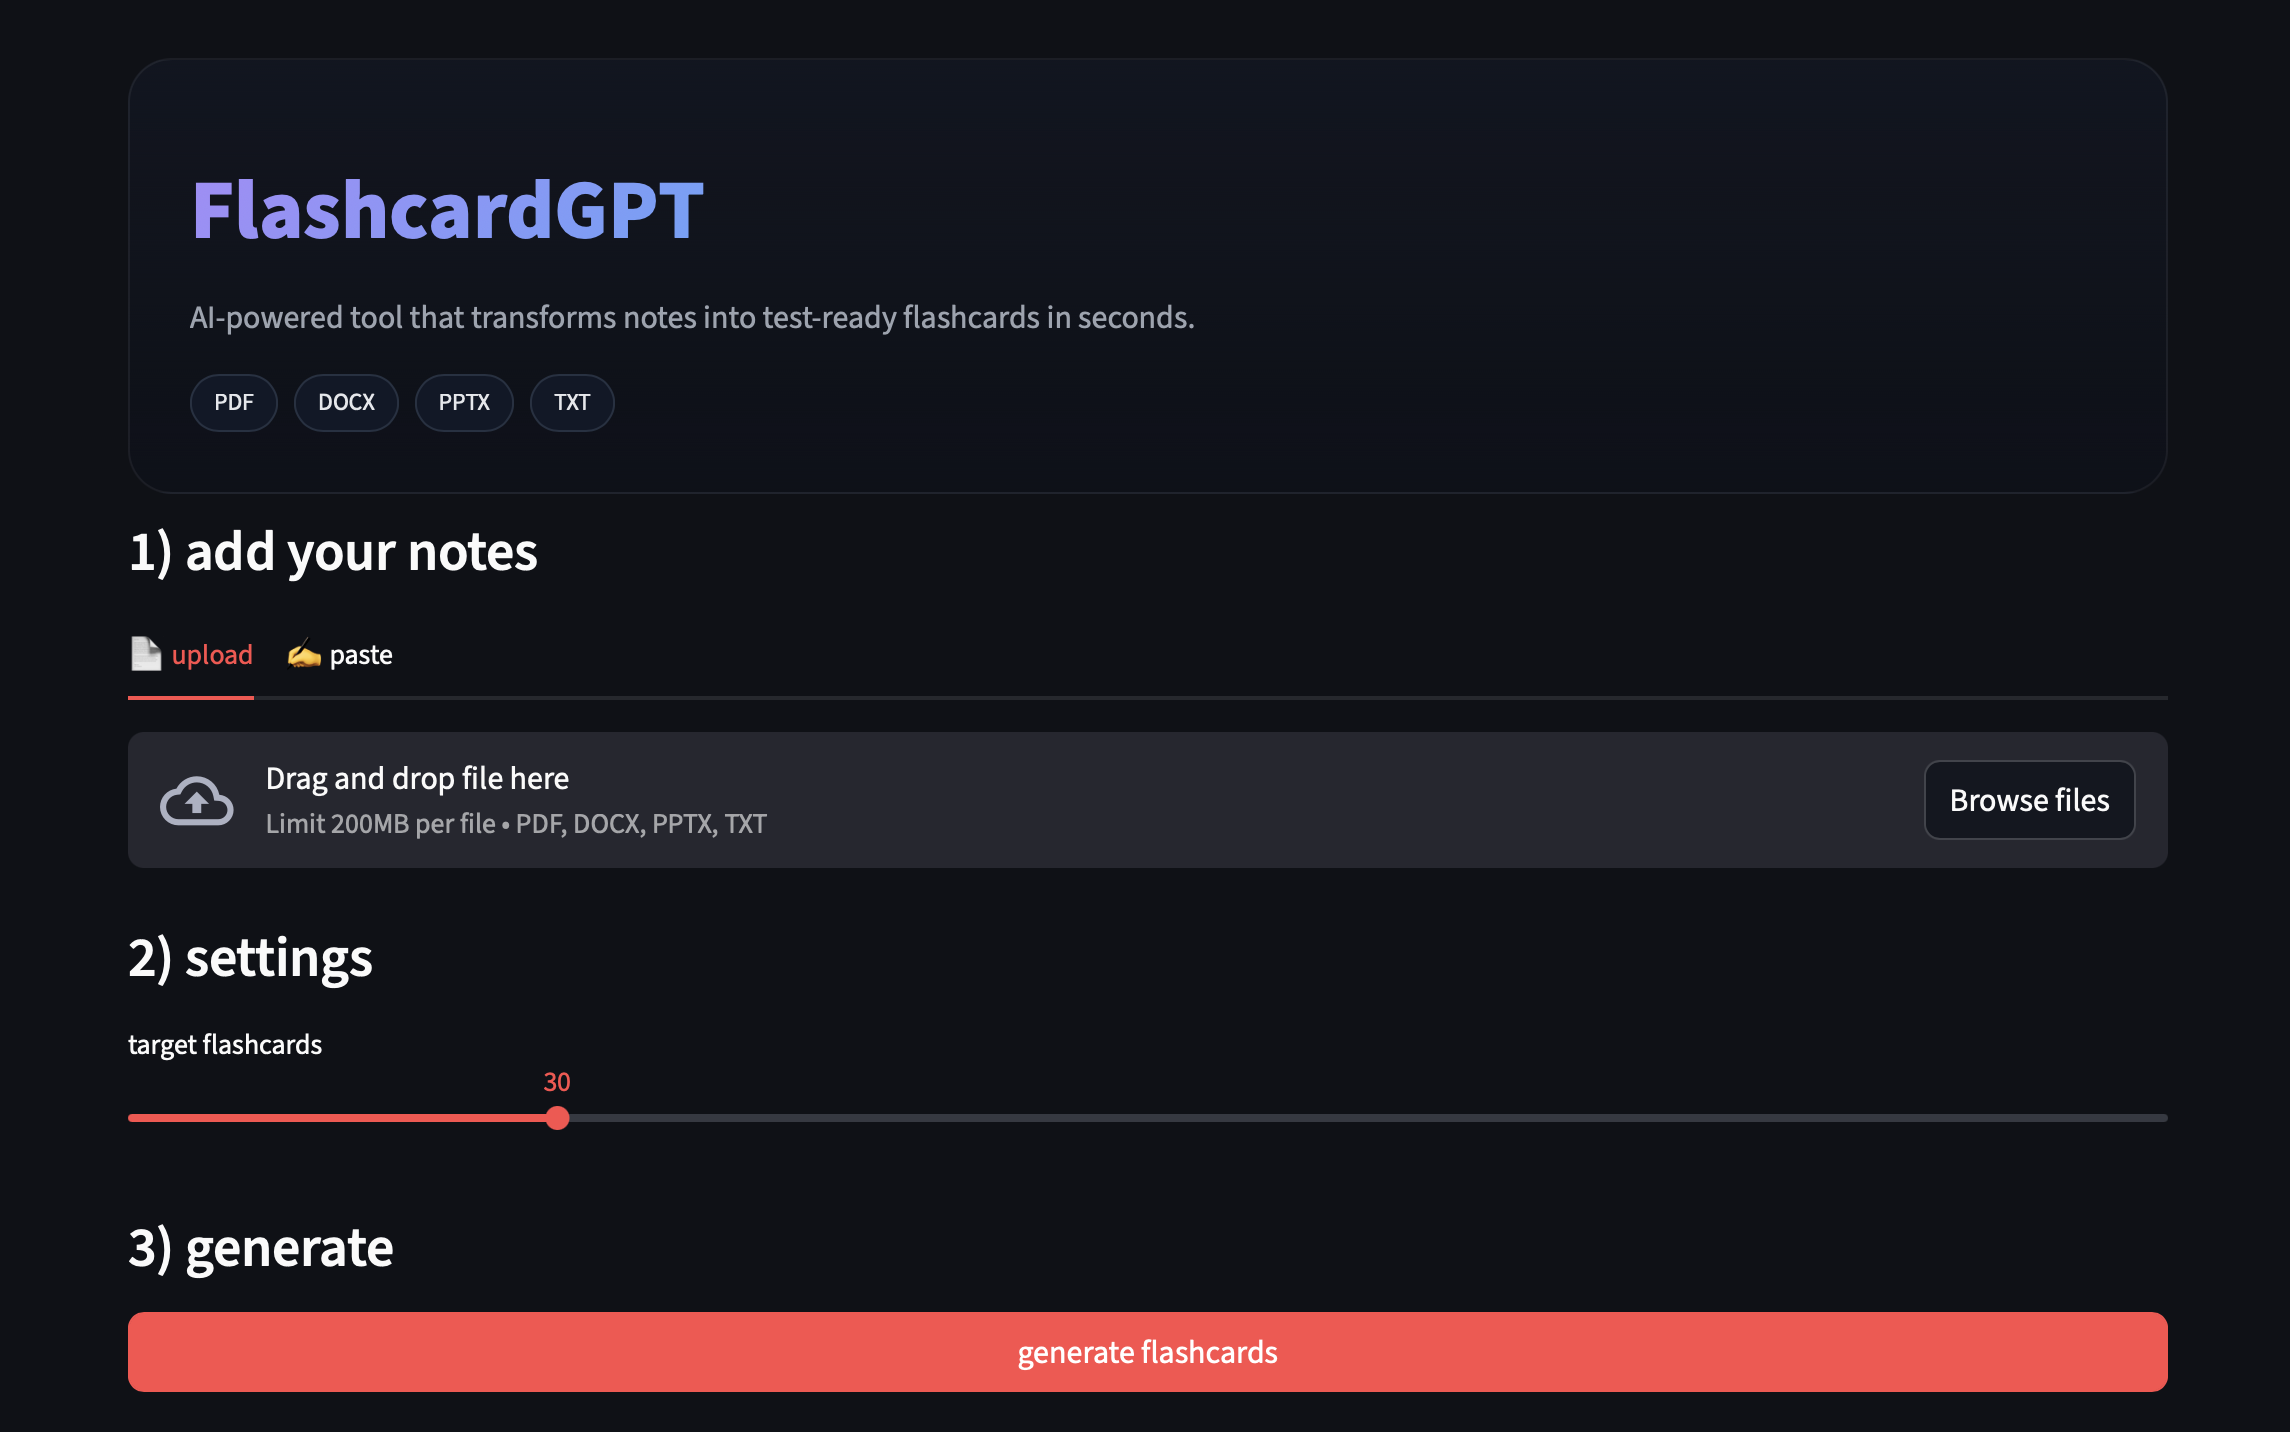 FlashcardGPT
AI-powered tool that transforms notes into test-ready flashcards in seconds.
PDF DOCX PPTX TXT
1) add your notes
upload paste
Drag and drop file here
Limit 200MB per file • PDF, DOCX, PPTX, TXT
Browse files
2) settings
target flashcards
30
3) generate
generate flashcards